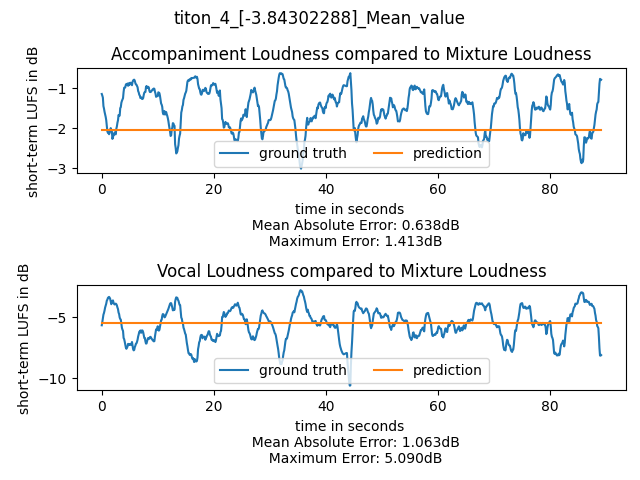 titon_4_[-3.84302288]_Mean_value
Accompaniment Loudness compared to Mixture Loudness
short-term LUFS in dB
−1
−2
−3
ground truth prediction
0 20 40 60 80
time in seconds
Mean Absolute Error: 0.638dB
Maximum Error: 1.413dB
Vocal Loudness compared to Mixture Loudness
short-term LUFS in dB
−5
−10
ground truth prediction
0 20 40 60 80
time in seconds
Mean Absolute Error: 1.063dB
Maximum Error: 5.090dB